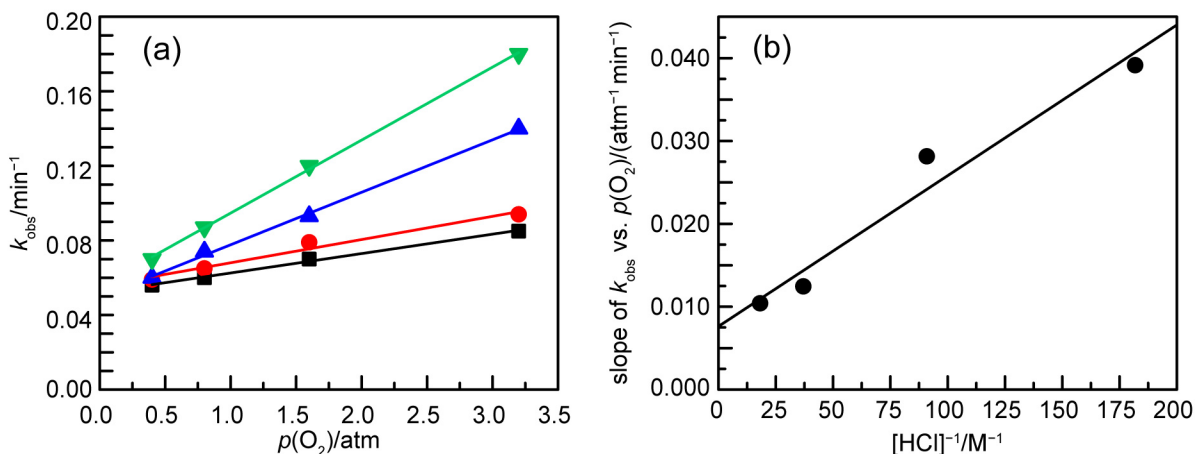 (a)
k_obs/min⁻¹
0.20
0.16
0.12
0.08
0.04
0.00
0.0 0.5 1.0 1.5 2.0 2.5 3.0 3.5
p(O₂)/atm
(b)
slope of k_obs vs. p(O₂)/(atm⁻¹ min⁻¹)
0.040
0.030
0.020
0.010
0.000
0 25 50 75 100 125 150 175 200
[HCl]⁻¹/M⁻¹